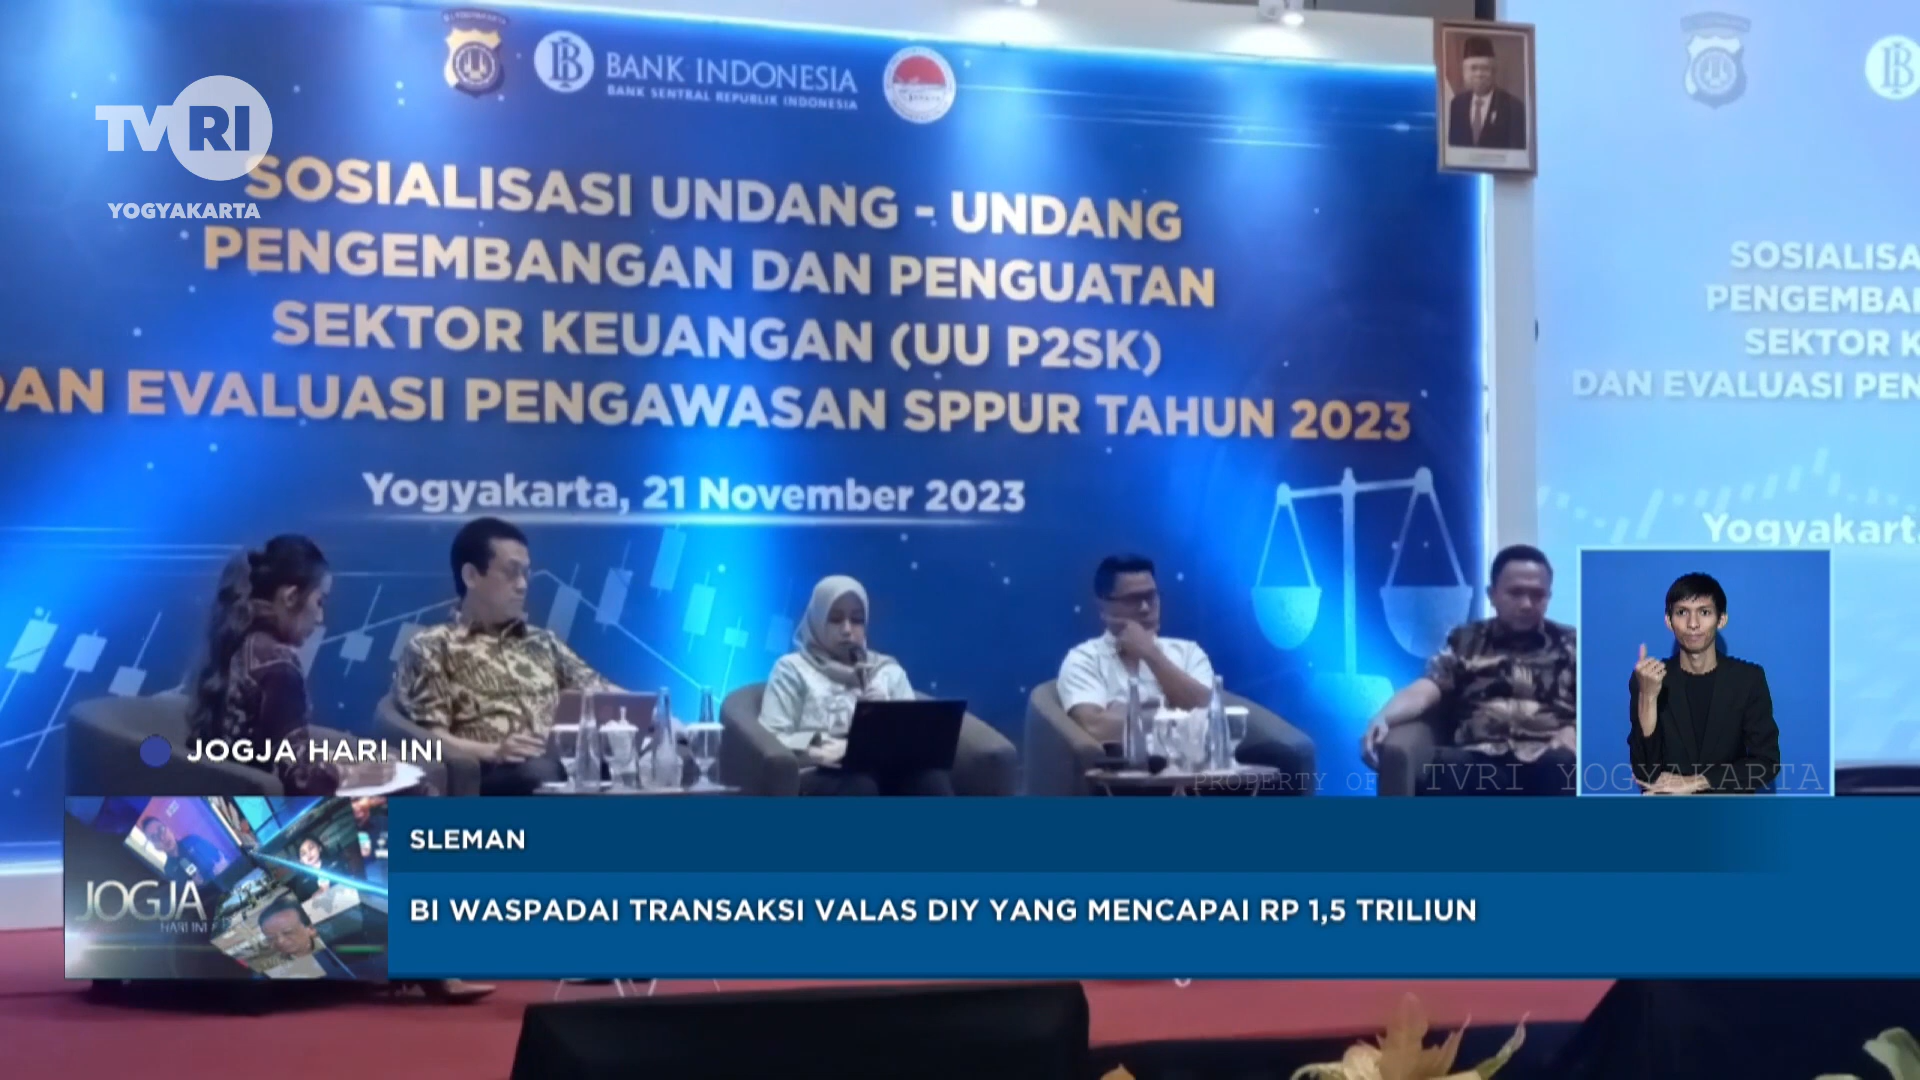 D.I YOGYAKARTA
BANK INDONESIA
BANK SENTRAL REPUBLIK INDONESIA
TVRI
YOGYAKARTA
SOSIALISASI UNDANG - UNDANG
PENGEMBANGAN DAN PENGUATAN
SEKTOR KEUANGAN (UU P2SK)
DAN EVALUASI PENGAWASAN SPPUR TAHUN 2023
Yogyakarta, 21 November 2023
SOSIALISA
PENGEMBA
SEKTOR K
DAN EVALUASI PEN
Yogyakart
JOGJA HARI INI
PROPERTY OF TVRI YOGYAKARTA
JOGJA
HARI INI
SLEMAN
BI WASPADAI TRANSAKSI VALAS DIY YANG MENCAPAI RP 1,5 TRILIUN